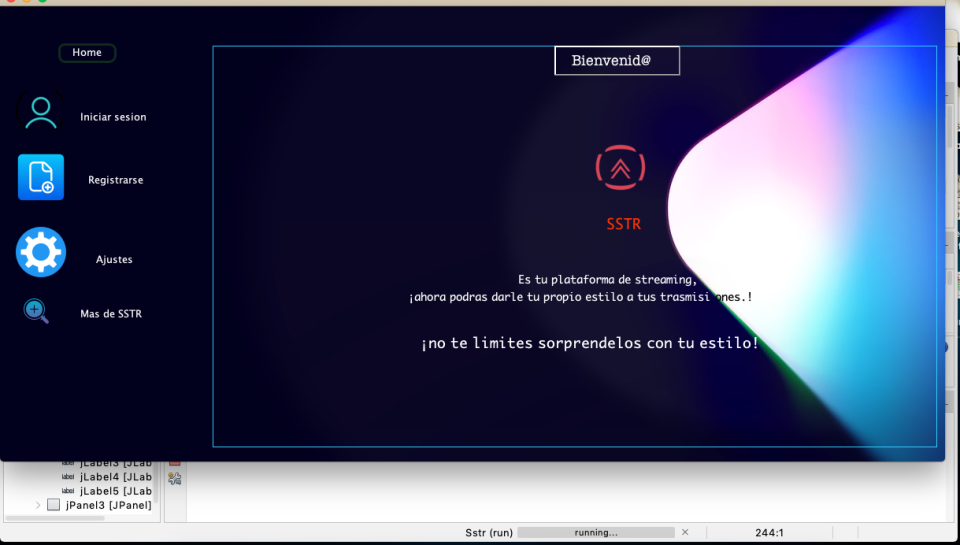 Home
Bienvenid@
Iniciar sesion
Registrarse
SSTR
Ajustes
Es tu plataforma de streaming,
¡ahora podras darle tu propio estilo a tus trasmisiones.!
Mas de SSTR
¡no te limites sorprendelos con tu estilo!
label jLabel3 [JLab
label jLabel4 [JLab
label jLabel5 [JLab
jPanel3 [JPanel]
Sstr (run)
running...
244:1